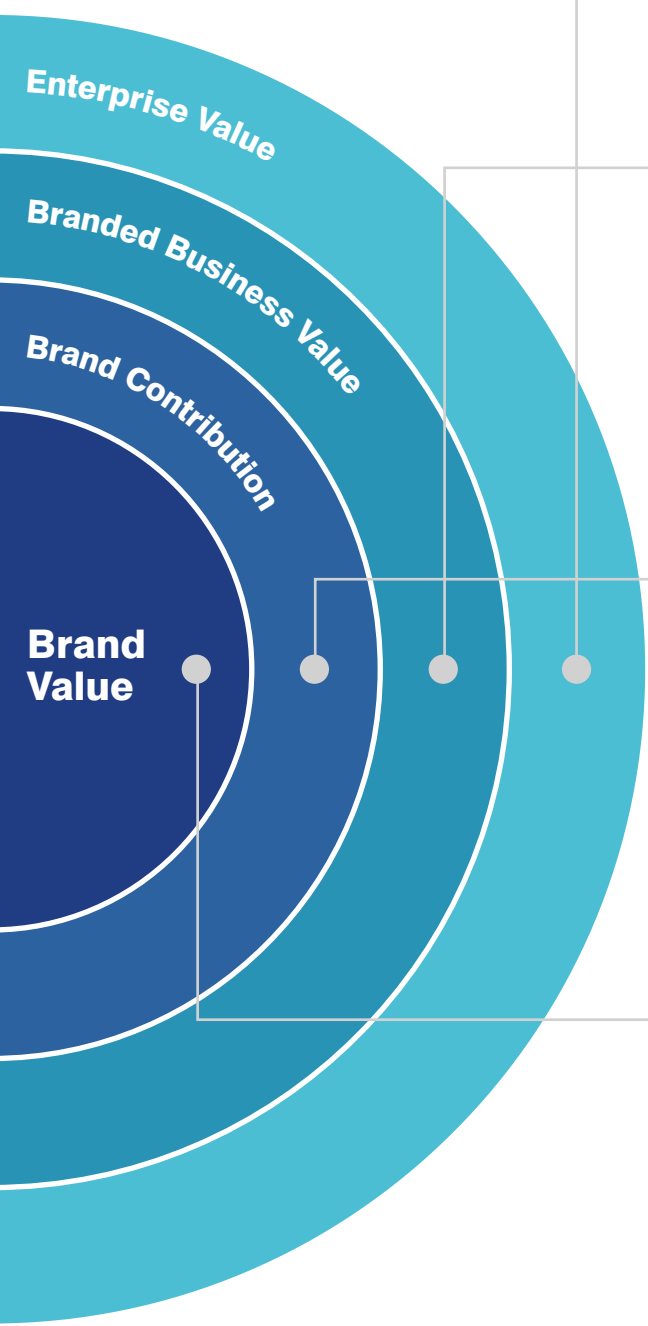 Enterprise Value
Branded Business Value
Brand Contribution
Brand
Value